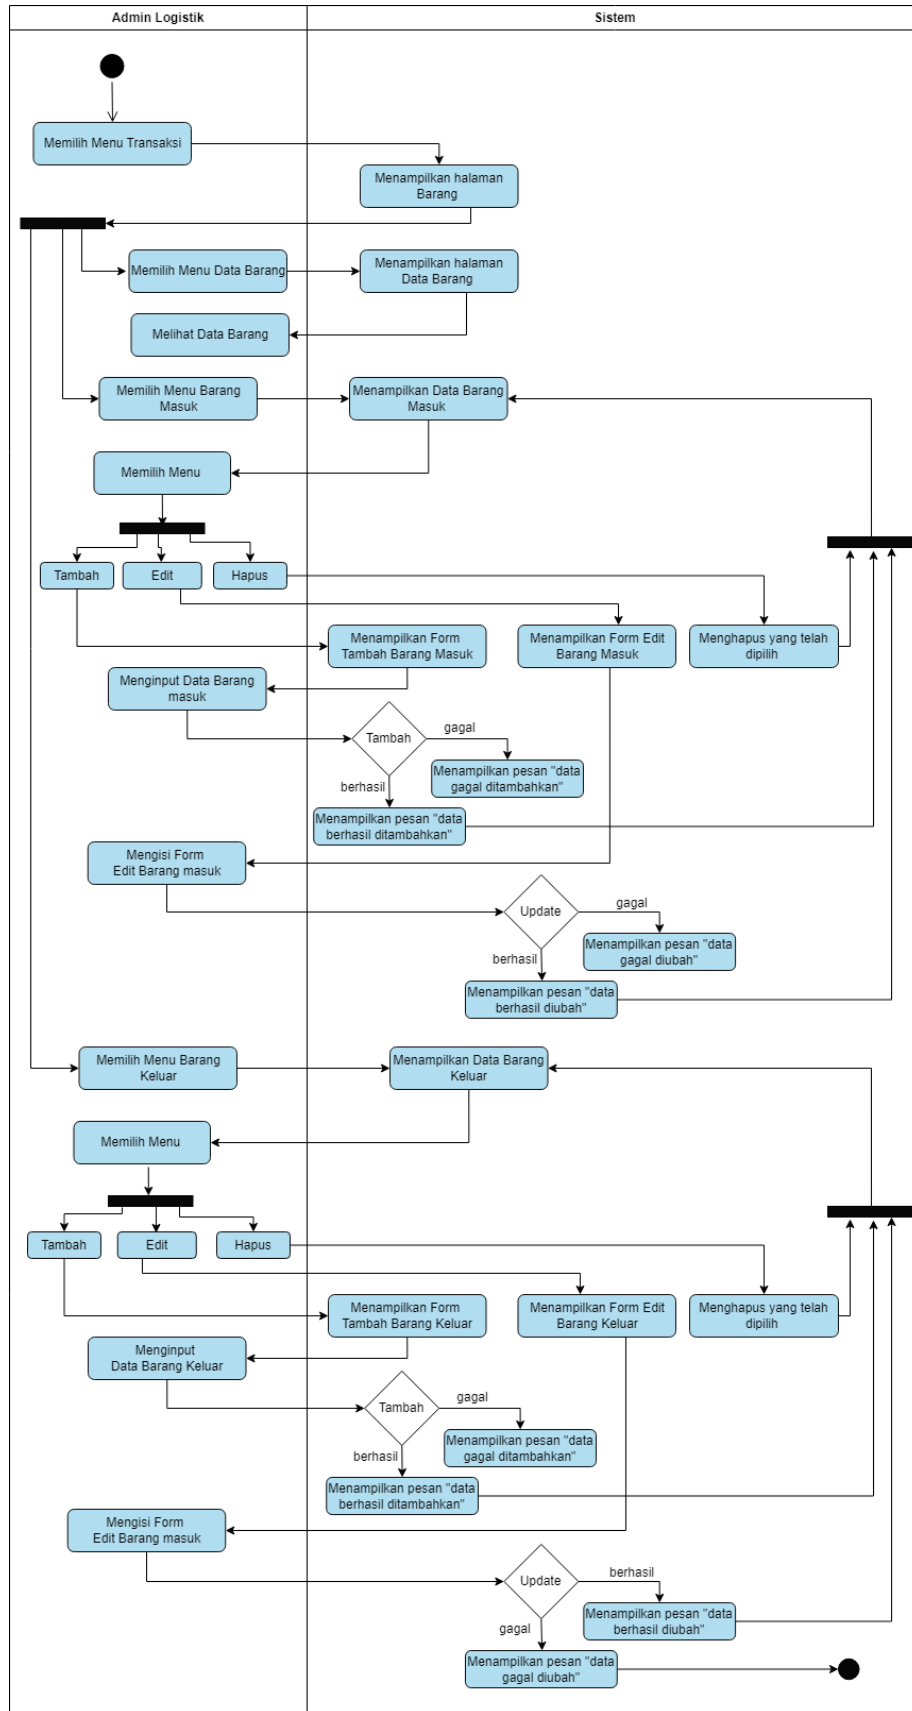 Admin Logistik
Sistem
Memilih Menu Transaksi
Menampilkan halaman
Barang
Memilih Menu Data Barang
Menampilkan halaman
Data Barang
Melihat Data Barang
Memilih Menu Barang
Masuk
Menampilkan Data Barang
Masuk
Memilih Menu
Tambah
Edit
Hapus
Menampilkan Form
Tambah Barang Masuk
Menampilkan Form Edit
Barang Masuk
Menghapus yang telah
dipilih
Menginput Data Barang
masuk
Tambah
gagal
Menampilkan pesan "data
gagal ditambahkan"
berhasil
Menampilkan pesan "data
berhasil ditambahkan"
Mengisi Form
Edit Barang masuk
Update
gagal
Menampilkan pesan "data
gagal diubah"
berhasil
Menampilkan pesan "data
berhasil diubah"
Memilih Menu Barang
Keluar
Menampilkan Data Barang
Keluar
Memilih Menu
Tambah
Edit
Hapus
Menampilkan Form
Tambah Barang Keluar
Menampilkan Form Edit
Barang Keluar
Menghapus yang telah
dipilih
Menginput
Data Barang Keluar
Tambah
gagal
Menampilkan pesan "data
gagal ditambahkan"
berhasil
Menampilkan pesan "data
berhasil ditambahkan"
Mengisi Form
Edit Barang masuk
Update
berhasil
Menampilkan pesan "data
berhasil diubah"
gagal
Menampilkan pesan "data
gagal diubah"